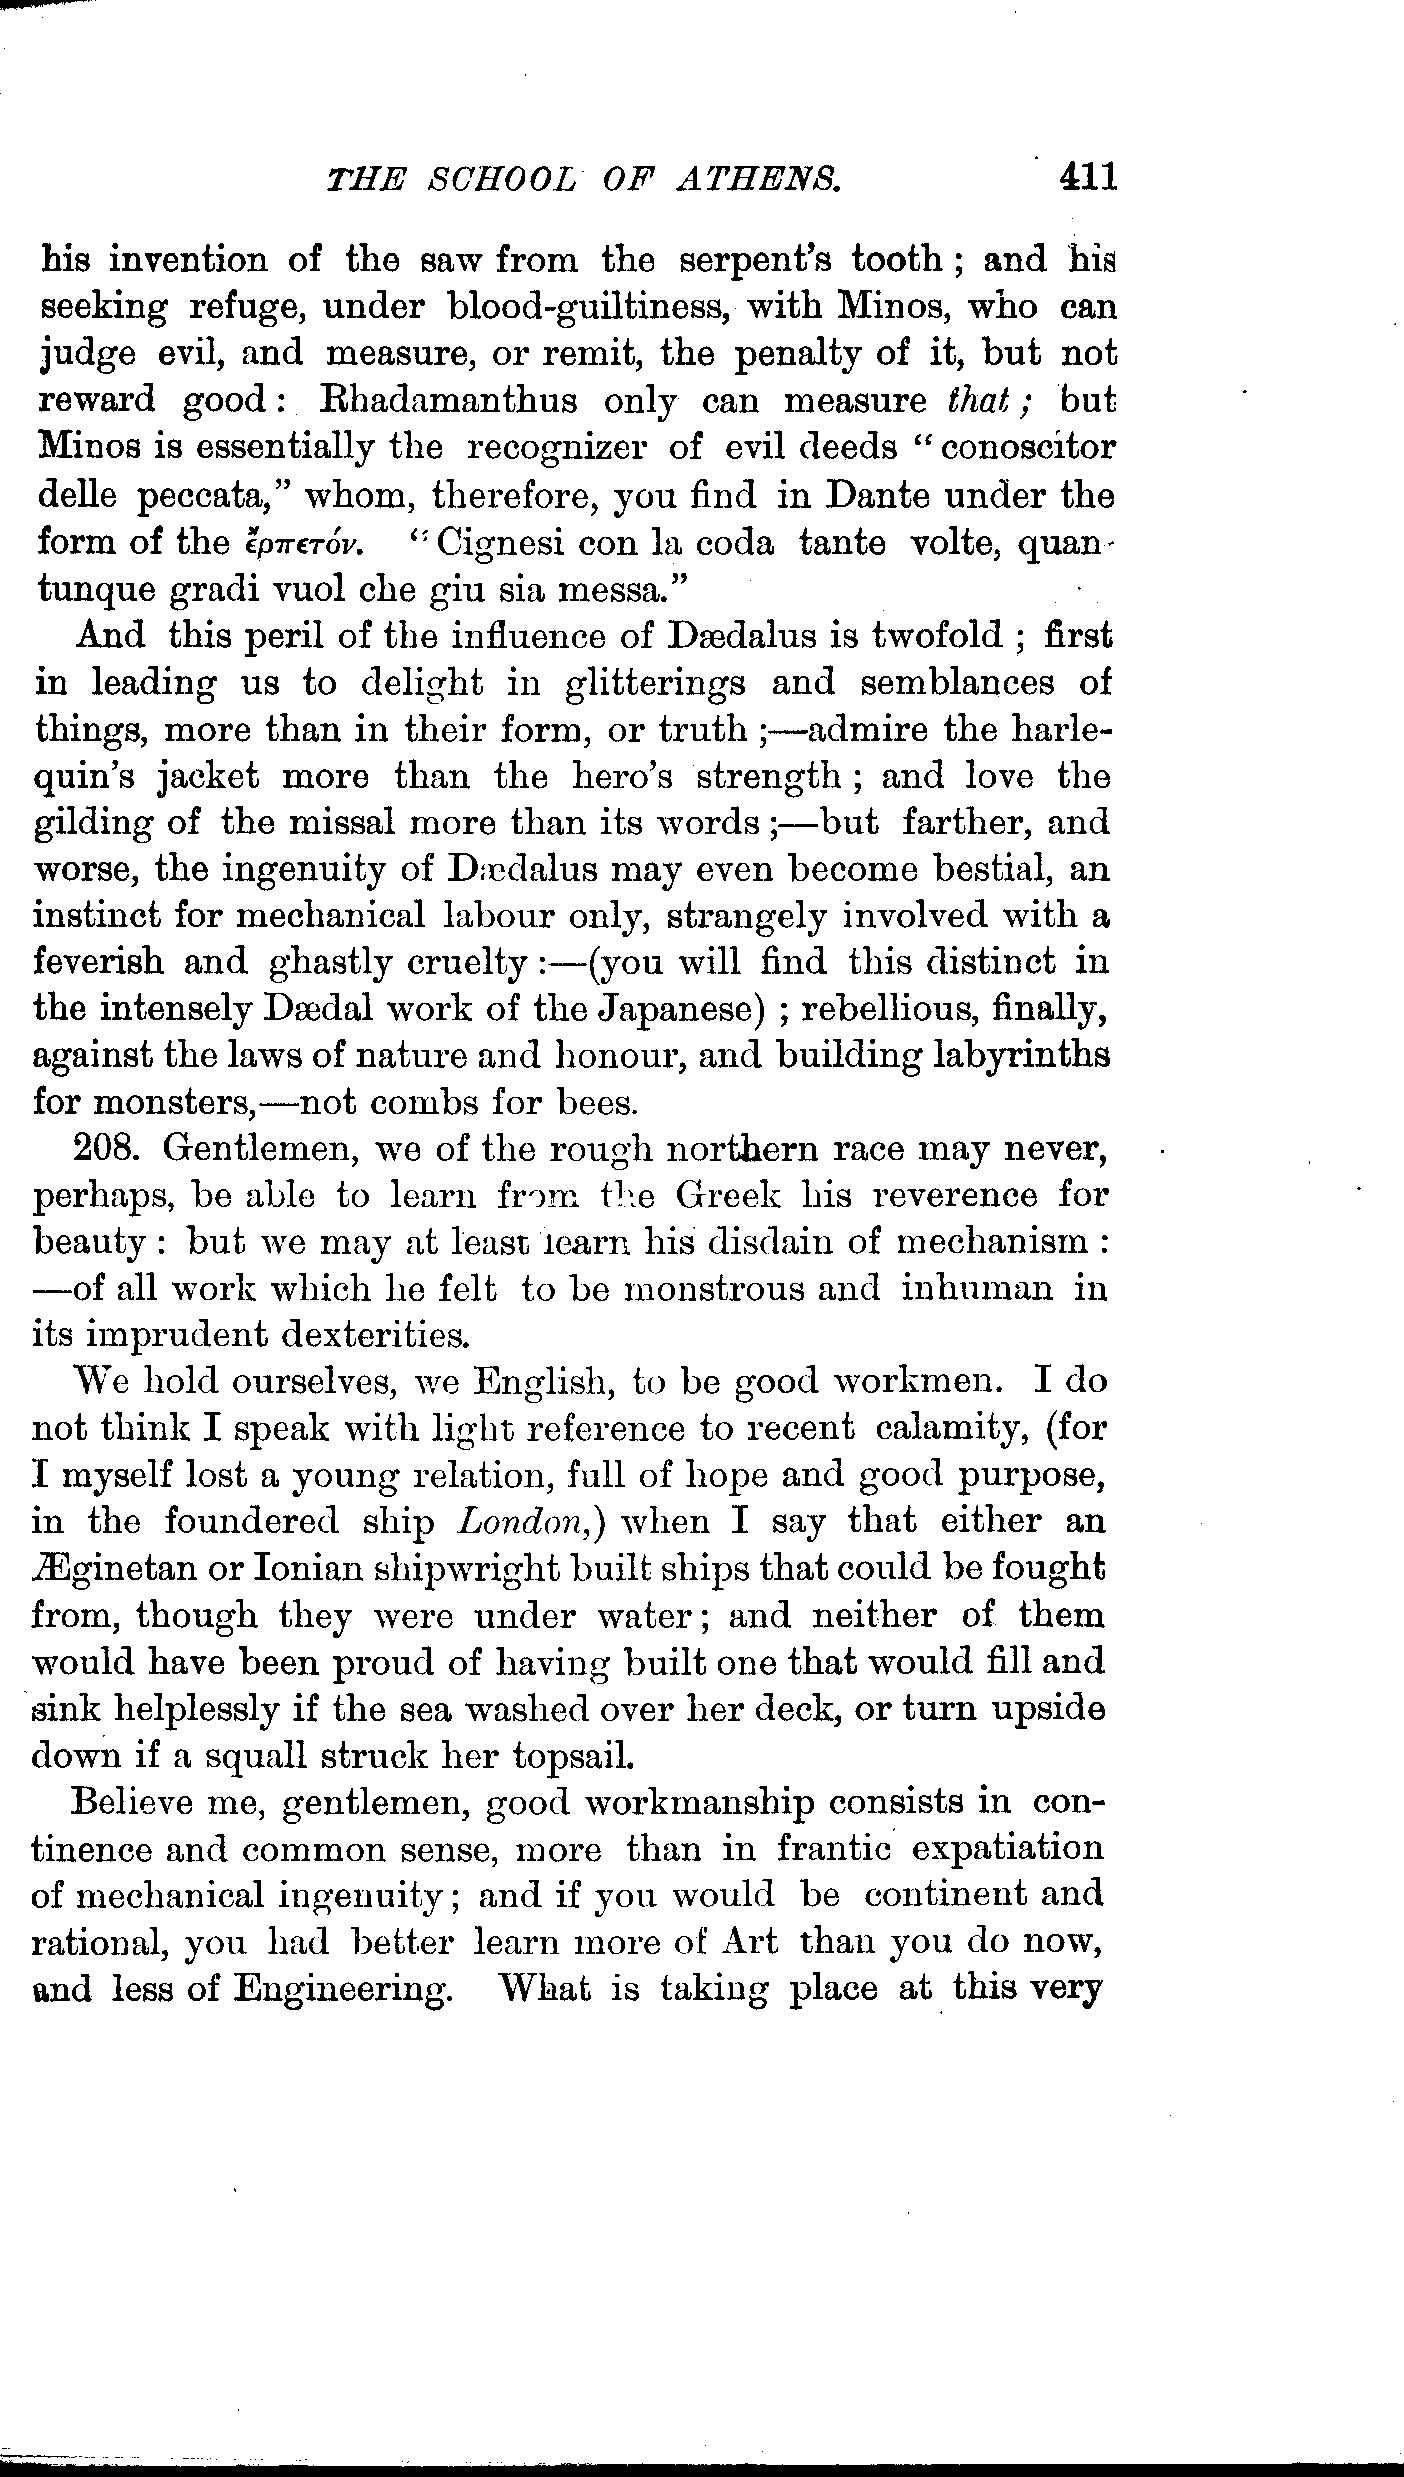 THE SCHOOL OF ATHENS. 411
his invention of the saw from the serpent's tooth ; and his
seeking refuge, under blood-guiltiness, with Minos, who can
judge evil, and measure, or remit, the penalty of it, but not
reward good : Rhadamanthus only can measure that ; but
Minos is essentially the recognizer of evil deeds “ conoscitor
delle peccata,” whom, therefore, you find in Dante under the
form of the ἔρπετόν. “ Cignesi con la coda tante volte, quan-
tunque gradi vuol che giu sia messa.”
And this peril of the influence of Dædalus is twofold ; first
in leading us to delight in glitterings and semblances of
things, more than in their form, or truth ;—admire the harle-
quin's jacket more than the hero's strength ; and love the
gilding of the missal more than its words ;—but farther, and
worse, the ingenuity of Dædalus may even become bestial, an
instinct for mechanical labour only, strangely involved with a
feverish and ghastly cruelty :—(you will find this distinct in
the intensely Dædal work of the Japanese) ; rebellious, finally,
against the laws of nature and honour, and building labyrinths
for monsters,—not combs for bees.
208. Gentlemen, we of the rough northern race may never,
perhaps, be able to learn from the Greek his reverence for
beauty : but we may at least learn his disdain of mechanism :
—of all work which he felt to be monstrous and inhuman in
its imprudent dexterities.
We hold ourselves, we English, to be good workmen. I do
not think I speak with light reference to recent calamity, (for
I myself lost a young relation, full of hope and good purpose,
in the foundered ship London,) when I say that either an
Æginetan or Ionian shipwright built ships that could be fought
from, though they were under water ; and neither of them
would have been proud of having built one that would fill and
sink helplessly if the sea washed over her deck, or turn upside
down if a squall struck her topsail.
Believe me, gentlemen, good workmanship consists in con-
tinence and common sense, more than in frantic expatiation
of mechanical ingenuity ; and if you would be continent and
rational, you had better learn more of Art than you do now,
and less of Engineering. What is taking place at this very